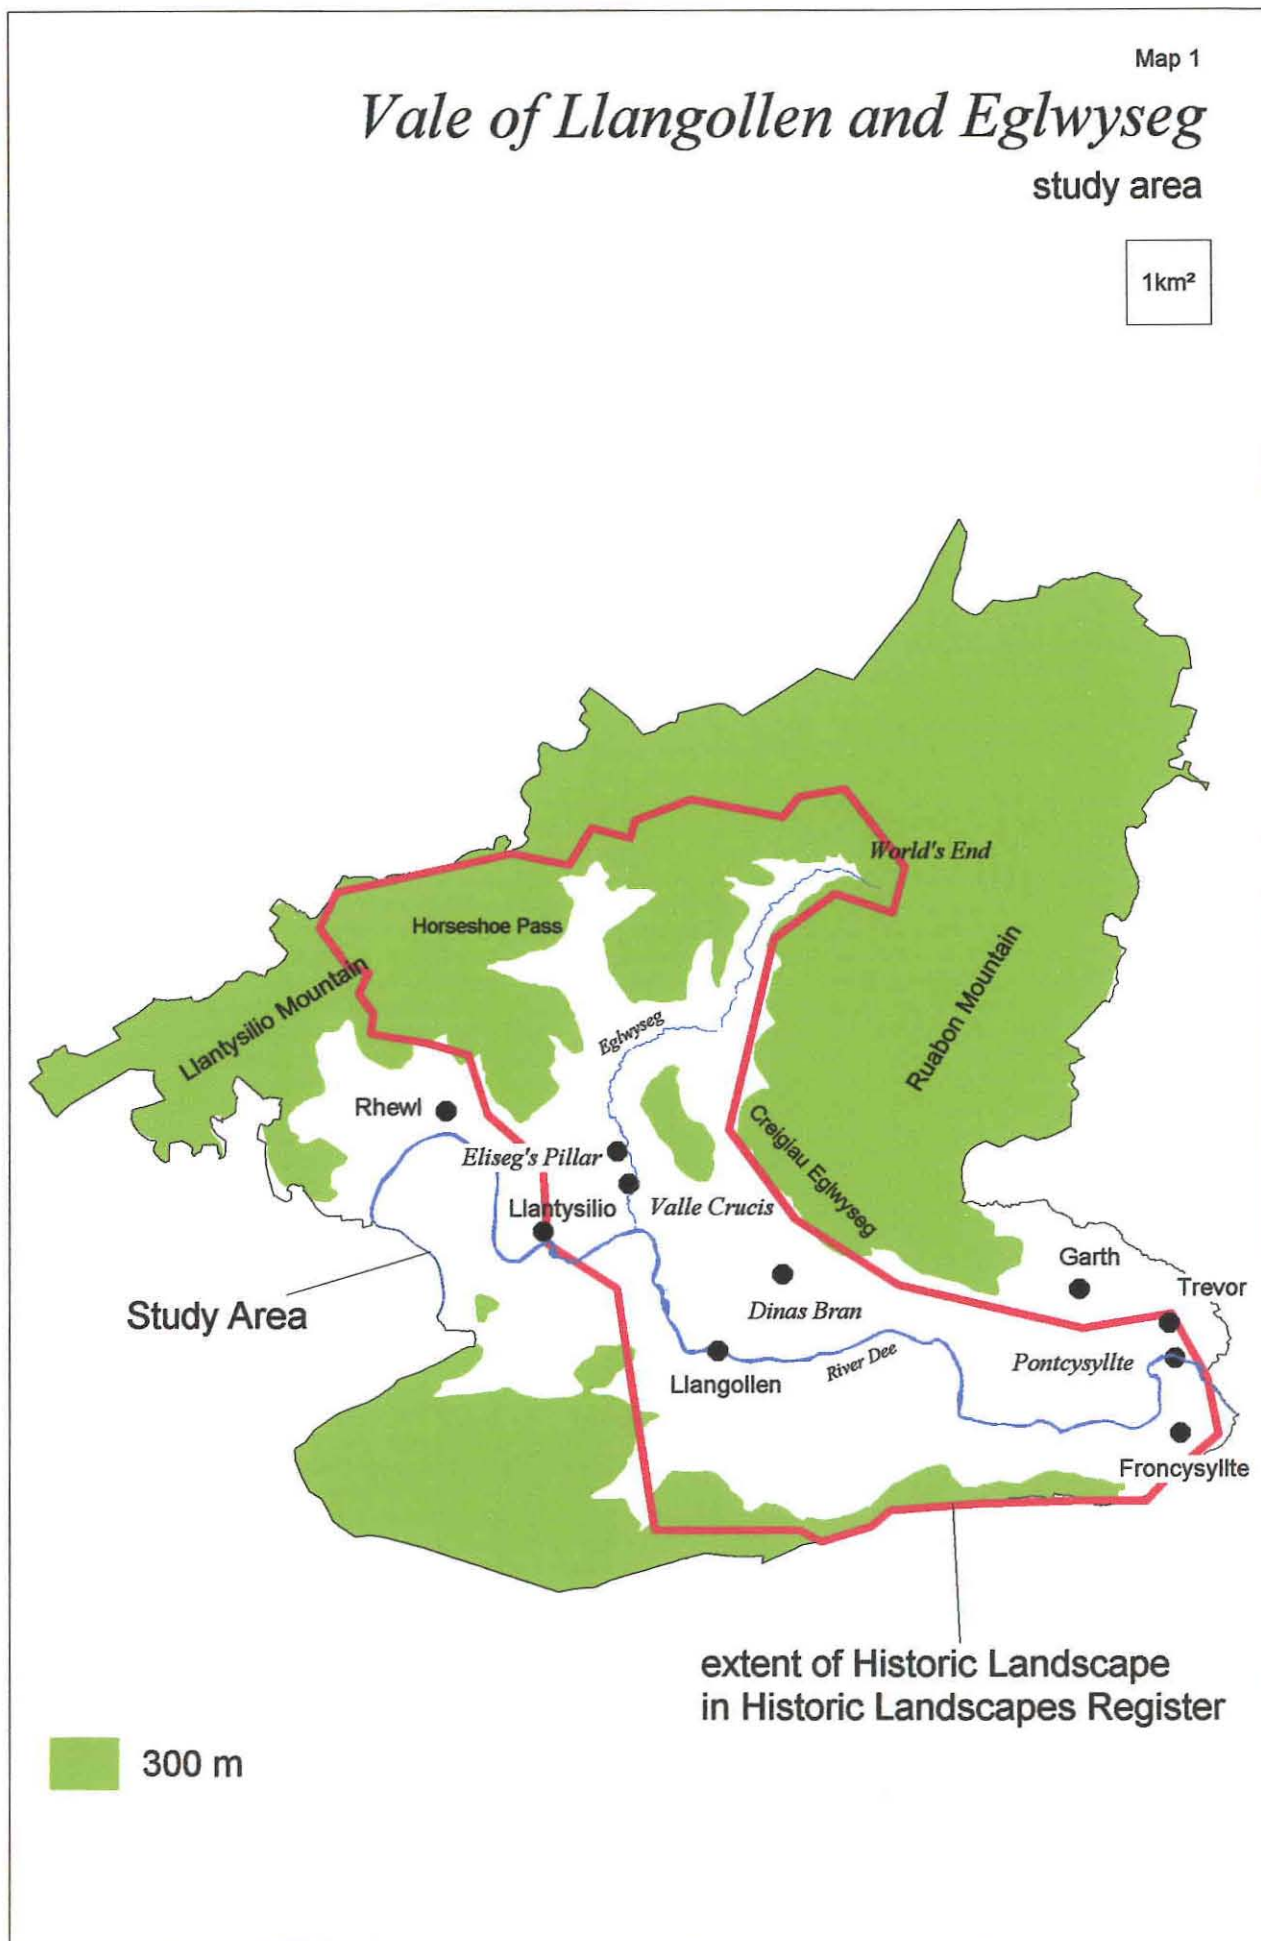 Map 1
Vale of Llangollen and Eglwyseg
study area
1km²
World's End
Horseshoe Pass
Llantysilio Mountain
Ruabon Mountain
Eglwyseg
Rhewl
Creigiau Eglwyseg
Eliseg's Pillar
Valle Crucis
Llantysilio
Garth
Trevor
Study Area
Dinas Bran
River Dee
Pontcysyllte
Llangollen
Froncysyllte
extent of Historic Landscape
in Historic Landscapes Register
300 m